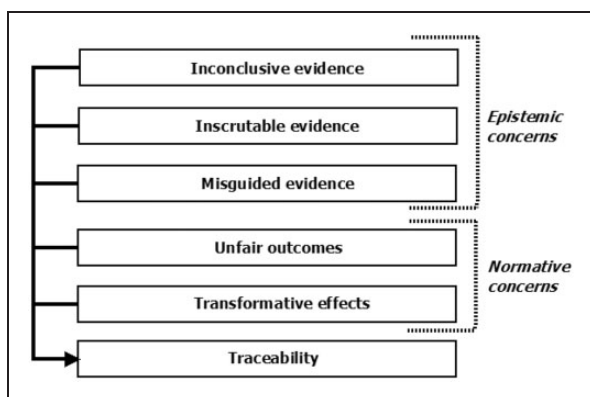 Inconclusive evidence
Inscrutable evidence
Misguided evidence
Epistemic
concerns
Unfair outcomes
Transformative effects
Normative
concerns
Traceability